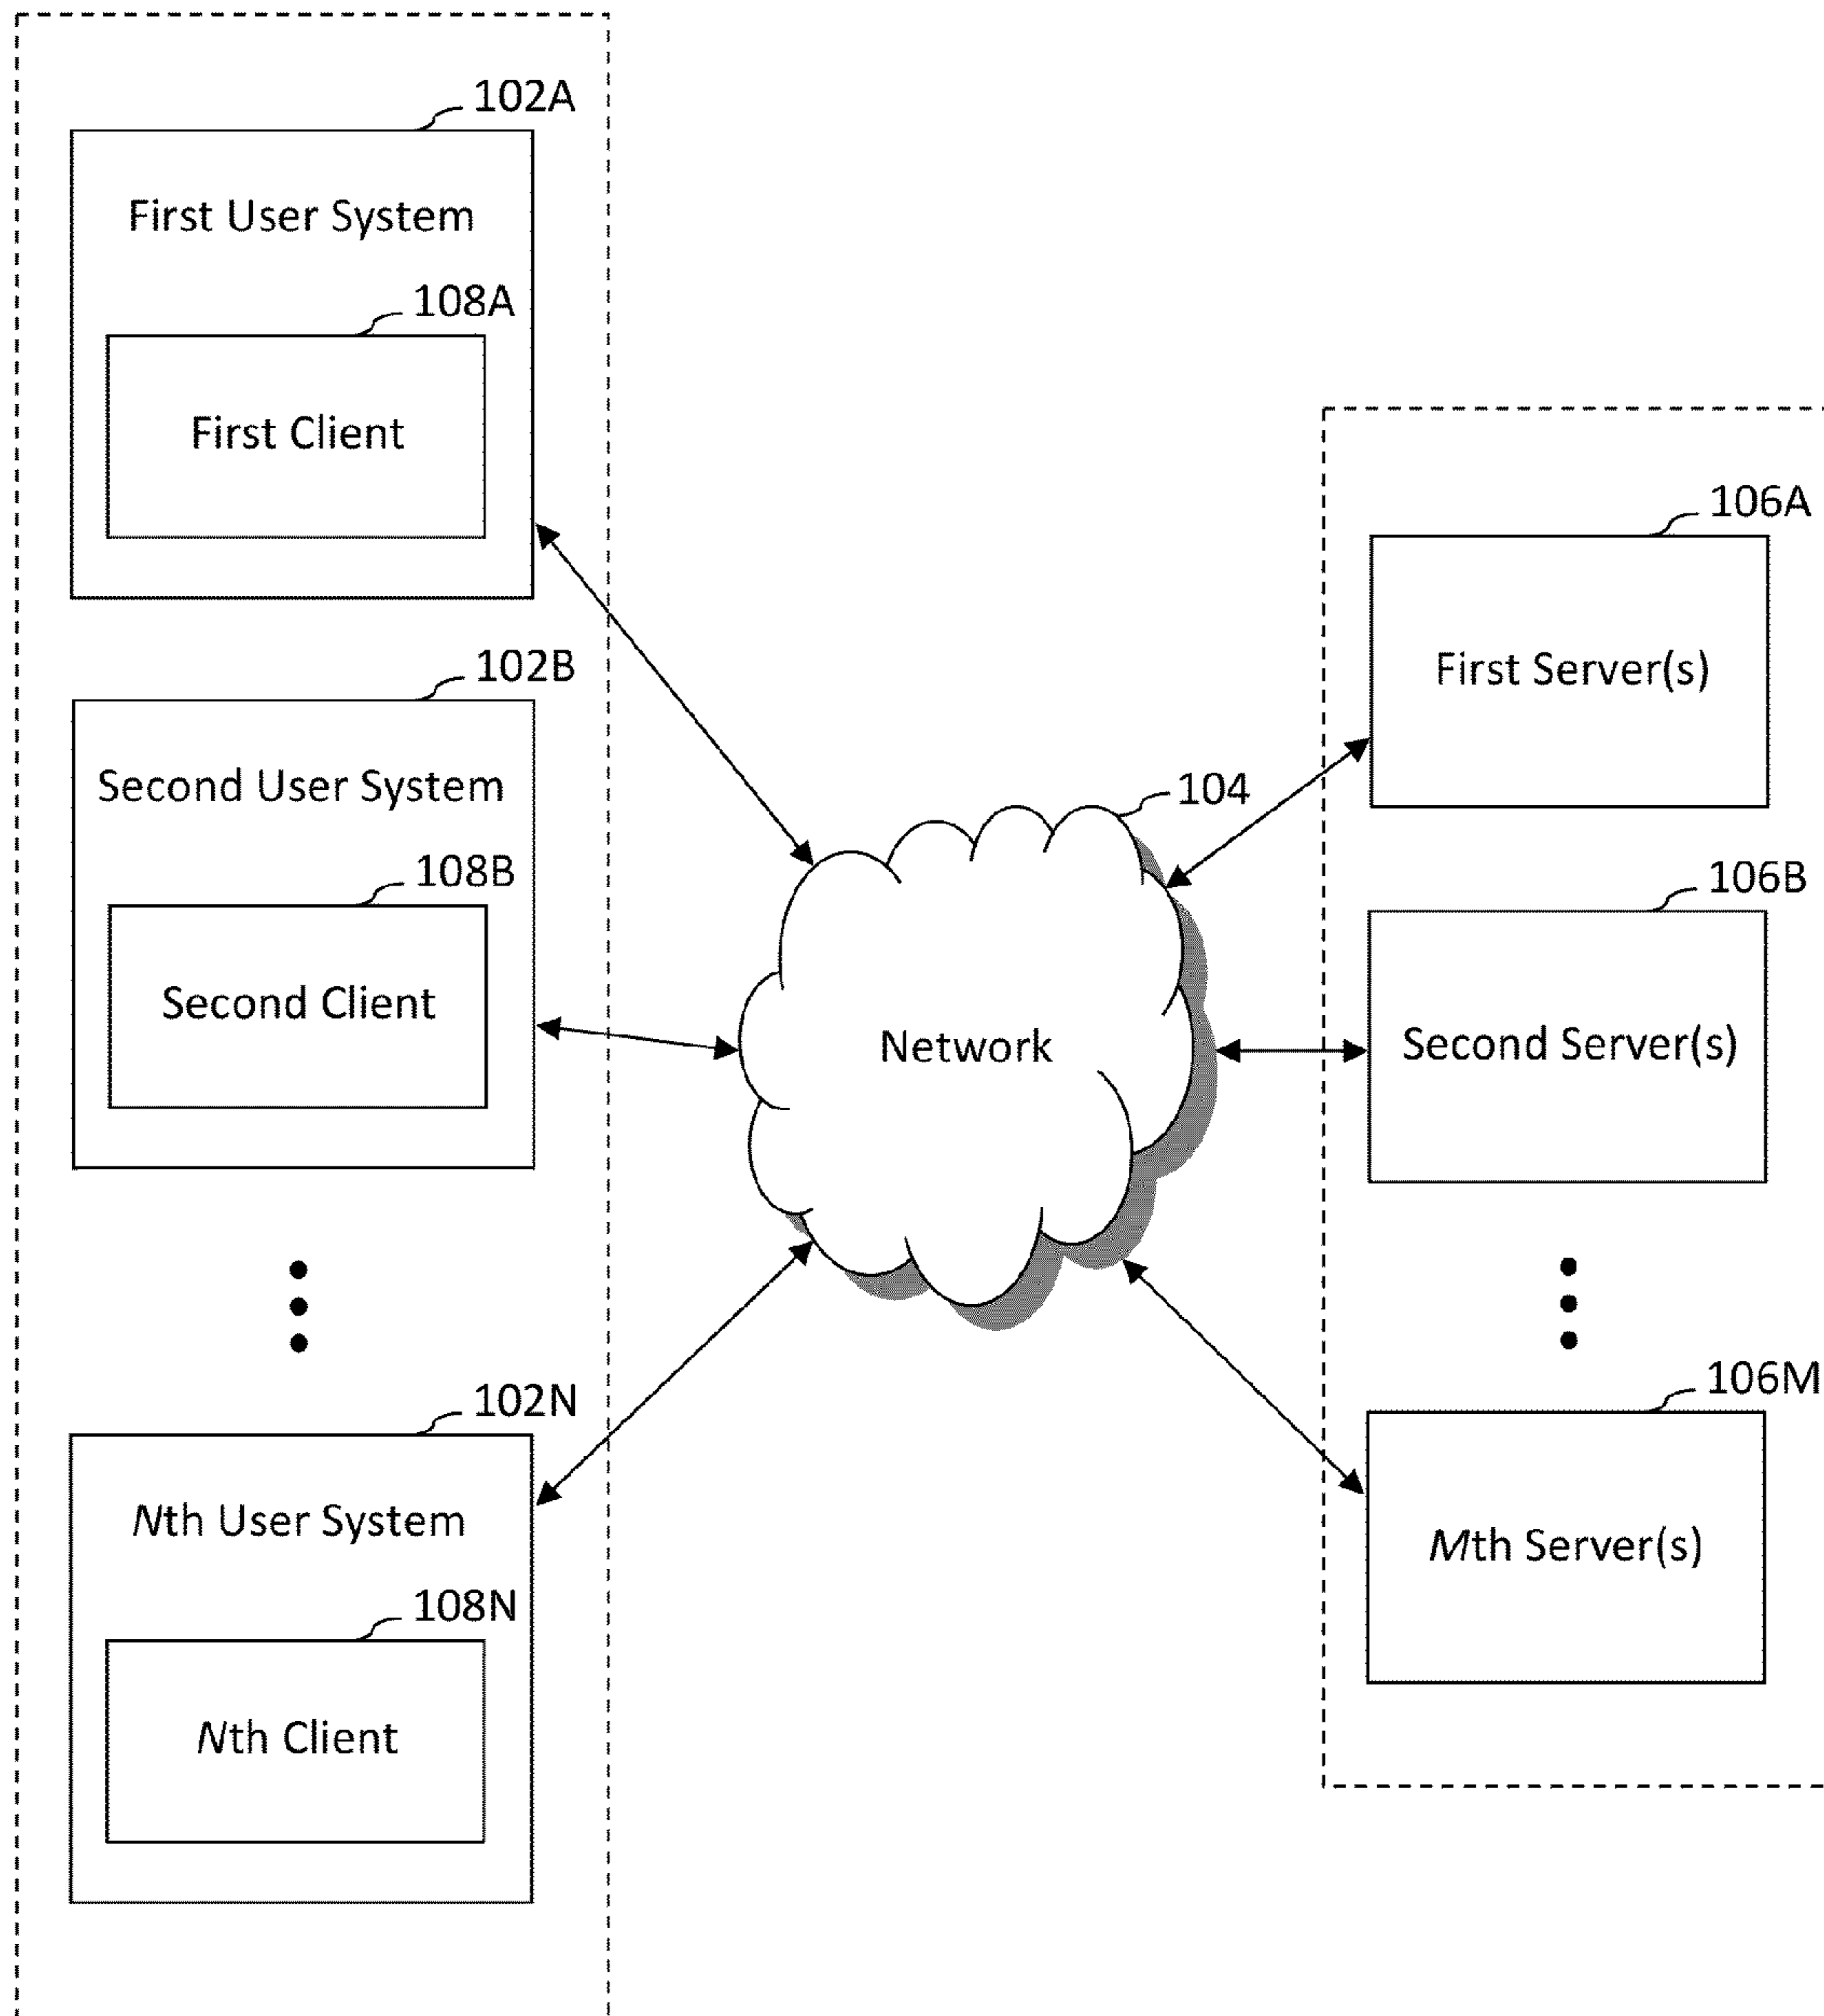 102A
First User System
108A
First Client
102B
Second User System
108B
Second Client
102N
Nth User System
108N
Nth Client
104
Network
106A
First Server(s)
106B
Second Server(s)
106M
Mth Server(s)